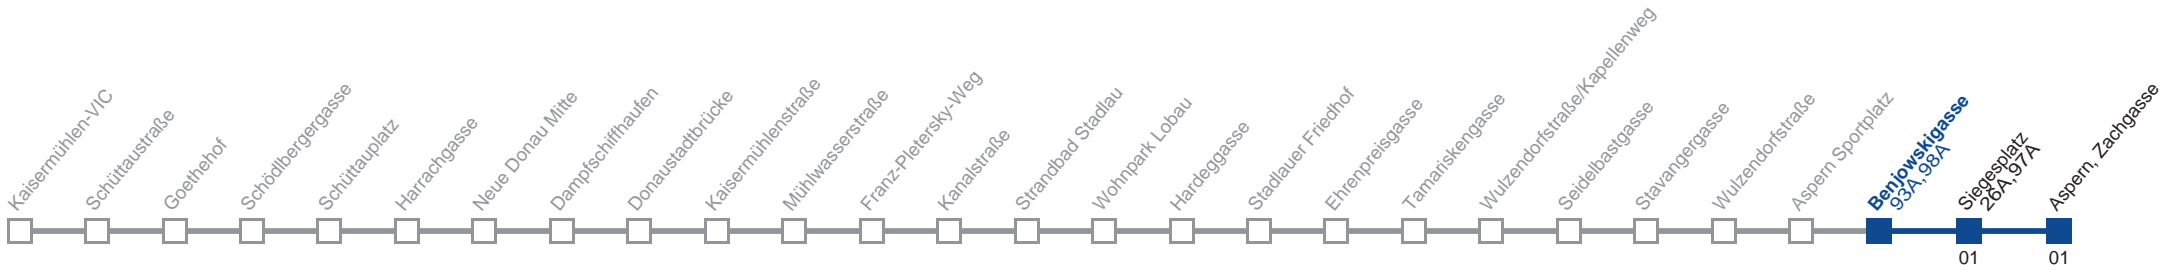 Kaisermühlen-VIC
Schüttaustraße
Goethehof
Schödlbergergasse
Schüttauplatz
Harrachgasse
Neue Donau Mitte
Dampfschiffhaufen
Donaustadtbrücke
Kaisermühlenstraße
Mühlwasserstraße
Franz-Pletersky-Weg
Kanalstraße
Strandbad Stadlau
Wohnpark Lobau
Hardeggasse
Stadlauer Friedhof
Ehrenpreisgasse
Tamariskengasse
Wulzendorfstraße/Kapellenweg
Seidelbastgasse
Stavangergasse
Wulzendorfstraße
Aspern Sportplatz
Benjowskigasse
93A,98A
Siegesplatz
26A,97A
Aspern, Zachgasse
01
01